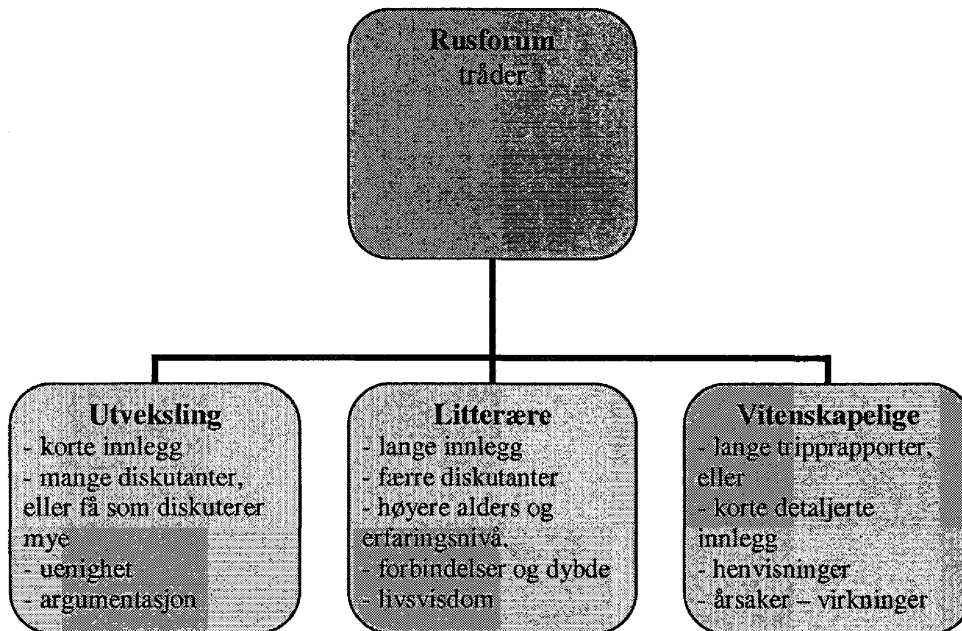 Rusforum
tråder
Utveksling
- korte innlegg
- mange diskutanter,
eller få som diskuterer
mye
- uenighet
- argumentasjon
Litterære
- lange innlegg
- færre diskutanter
- høyere alders og
erfaringsnivå,
- forbindelser og dybde
- livsvisdom
Vitenskapelige
- lange tripprapporter,
eller
- korte detaljerte
innlegg
- henvisninger
- årsaker – virkninger